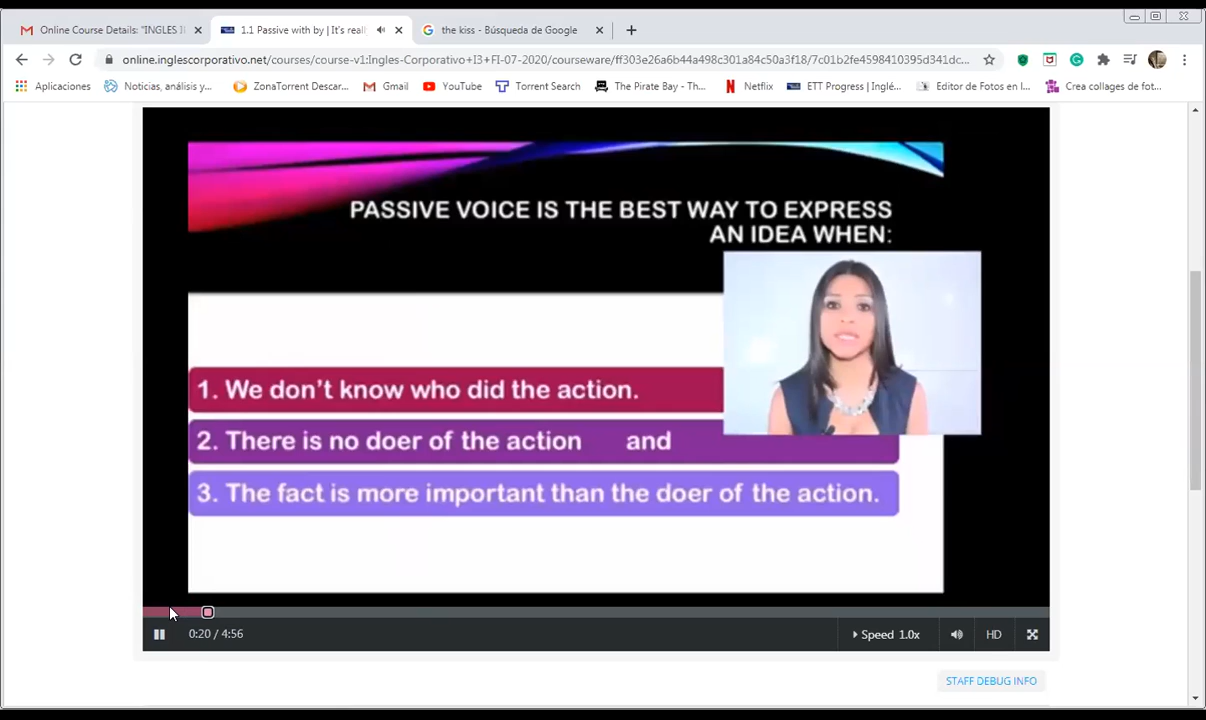 Online Course Details: "INGLES I
1.1 Passive with by | It's real
the kiss - Búsqueda de Google
online.inglescorporativo.net/courses/course-v1:Ingles-Corporativo+I3+FI-07-2020/courseware/ff303e26a6b44a498c301a84c50a3f18/7c01b2fe4598410395d341dc...
Aplicaciones
Noticias, análisis y...
ZonaTorrent Descar...
Gmail
YouTube
Torrent Search
The Pirate Bay - Th...
Netflix
ETT Progress | Inglé...
Editor de Fotos en l...
Crea collages de fot...
PASSIVE VOICE IS THE BEST WAY TO EXPRESS
AN IDEA WHEN:
1. We don't know who did the action.
2. There is no doer of the action and
3. The fact is more important than the doer of the action.
0:20 / 4:56
Speed 1.0x
HD
STAFF DEBUG INFO